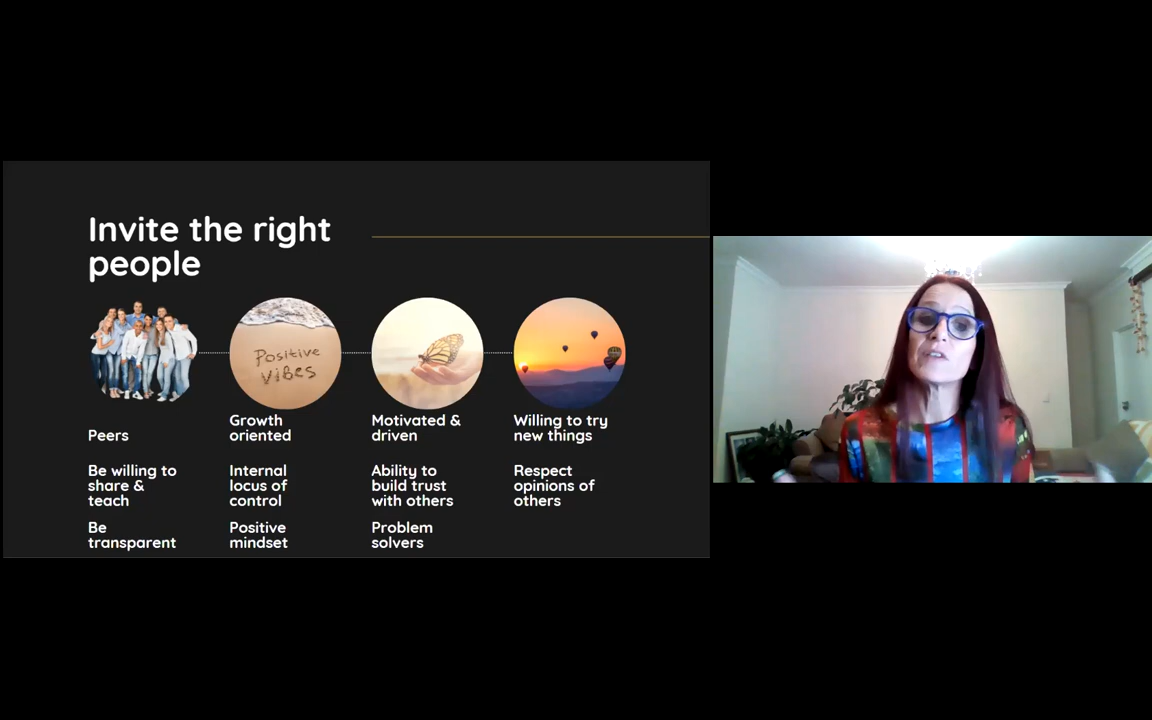 Invite the right
people
Positive
Vibes
Peers
Be willing to
share &
teach
Be
transparent
Growth
oriented
Internal
locus of
control
Positive
mindset
Motivated &
driven
Ability to
build trust
with others
Problem
solvers
Willing to try
new things
Respect
opinions of
others